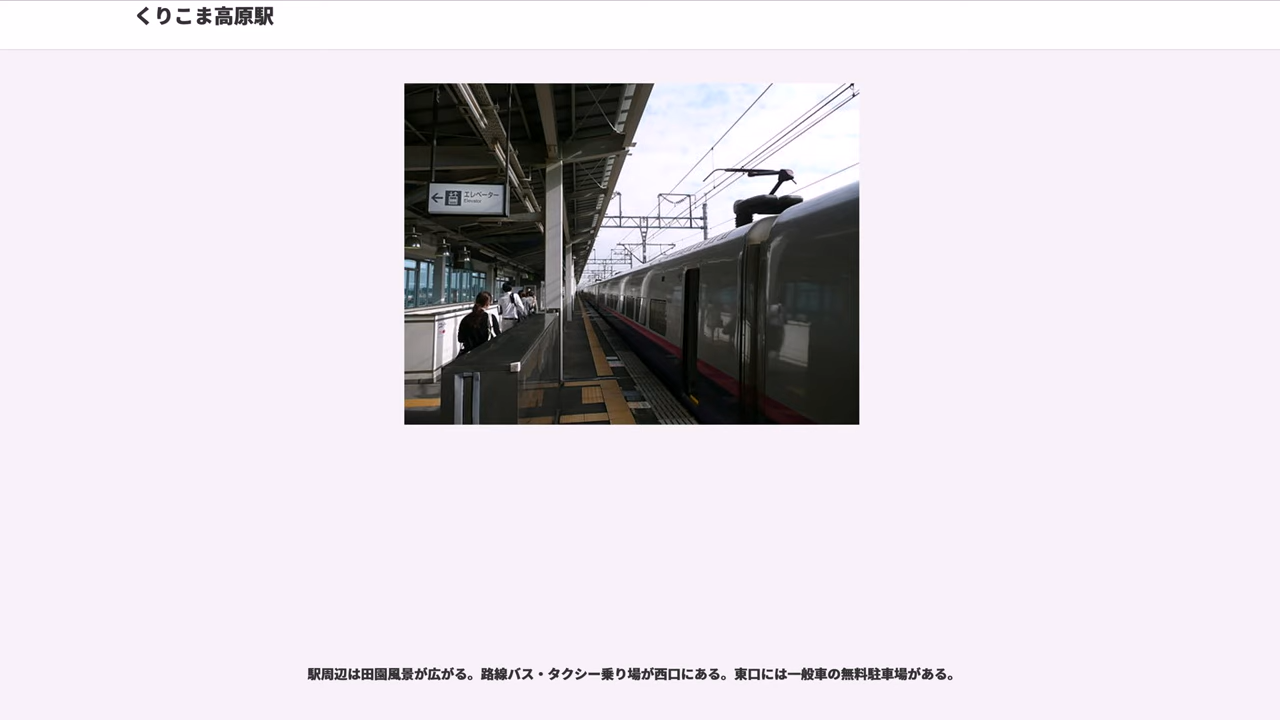 くりこま高原駅
エレベーター
Elevator
駅周辺は田園風景が広がる。路線バス・タクシー乗り場が西口にある。東口には一般車の無料駐車場がある。